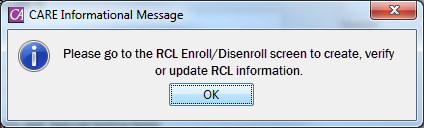 CARE Informational Message
Please go to the RCL Enroll/Disenroll screen to create, verify
or update RCL information.
OK